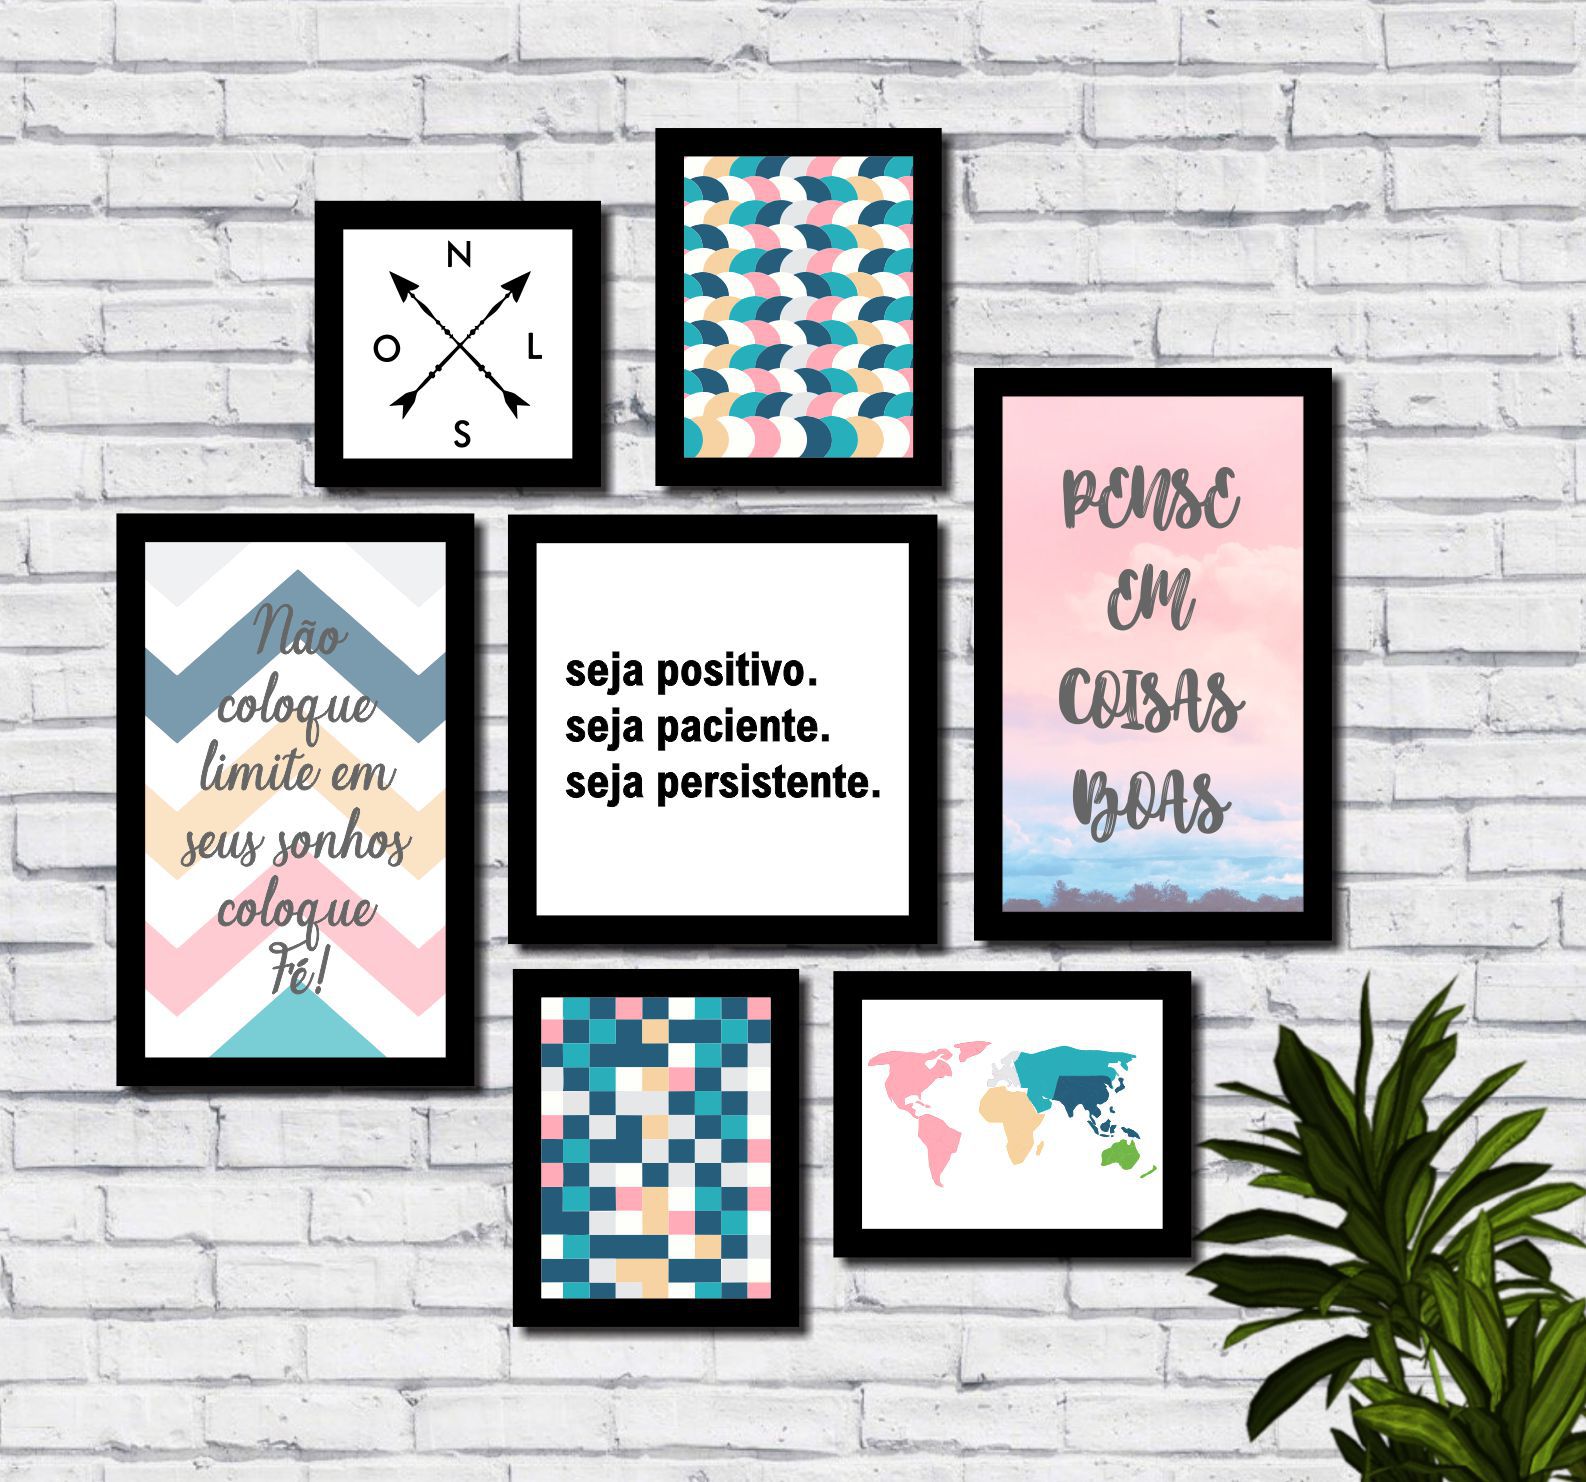 N
O L
S
Não
coloque
limite em
seus sonhos
coloque
Fé!
seja positivo.
seja paciente.
seja persistente.
PENSE
EM
COISAS
BOAS